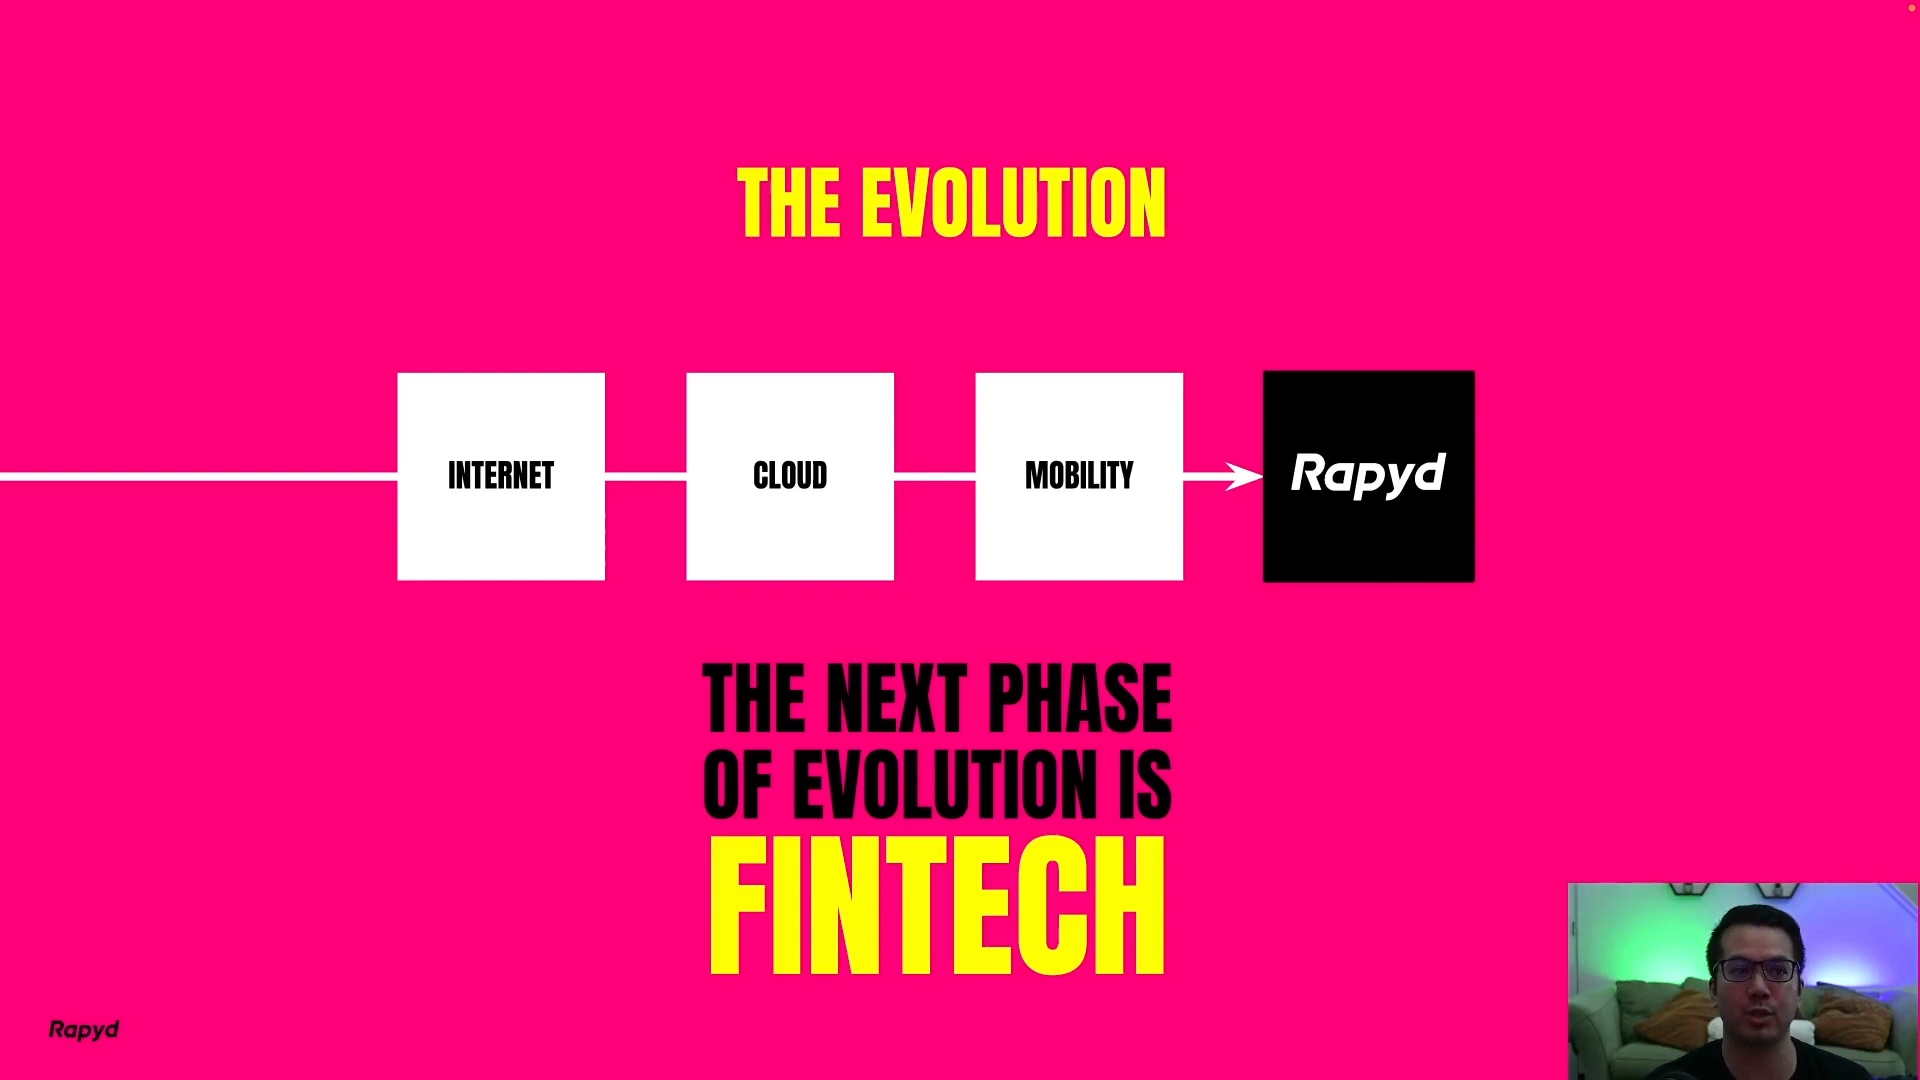 THE EVOLUTION
INTERNET
CLOUD
MOBILITY
Rapyd
THE NEXT PHASE
OF EVOLUTION IS
FINTECH
Rapyd